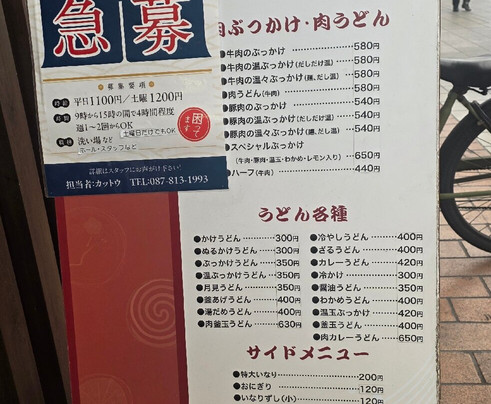 急募
募集要項
時給 平日1100円／土曜1200円
時間 9時から15時の間で4時間程度
週1～2回からOK 土曜日だけでもOK
職種 洗い場など
ホール・スタッフなど
困ってます
詳細はスタッフにお声がけ下さい!
担当者:カットウ TEL:087-813-1993
肉ぶっかけ・肉うどん
●牛肉のぶっかけ 580円
●牛肉の温ぶっかけ(だしだけ温) 580円
●牛肉の温々ぶっかけ(麺、だし温) 580円
●肉うどん(牛肉) 580円
●豚肉のぶっかけ 540円
●豚肉の温ぶっかけ(だしだけ温) 540円
●豚肉の温々ぶっかけ(麺、だし温) 540円
●スペシャルぶっかけ
(牛肉・豚肉・温玉・わかめ・レモン入り) 650円
●ハーフ(牛肉) 440円
うどん各種
●かけうどん 300円
●ぬるかけうどん 300円
●ぶっかけうどん 350円
●温ぶっかけうどん 350円
●月見うどん 350円
●釜あげうどん 400円
●湯だめうどん 400円
●肉釜玉うどん 630円
●冷やしうどん 400円
●ざるうどん 400円
●カレーうどん 420円
●冷かけ 300円
●醤油うどん 350円
●わかめうどん 400円
●温玉ぶっかけ 420円
●釜玉うどん 400円
●肉カレーうどん 650円
サイドメニュー
●特大いなり 200円
●おにぎり 120円
●いなりずし(小) 120円